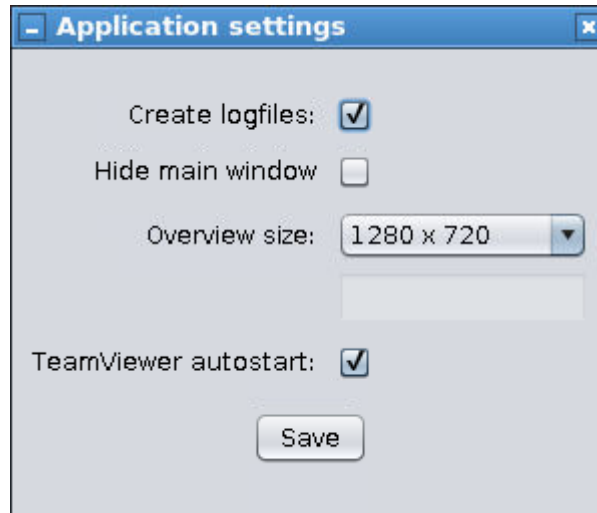 Application settings
Create logfiles:
Hide main window
Overview size: 1280 x 720
TeamViewer autostart:
Save